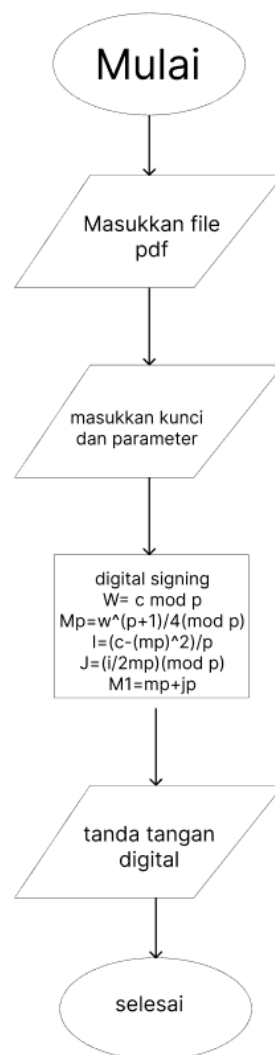 Mulai
Masukkan file
pdf
masukkan kunci
dan parameter
digital signing
W= c mod p
Mp=w^(p+1)/4(mod p)
I=(c-(mp)^2)/p
J=(i/2mp)(mod p)
M1=mp+jp
tanda tangan
digital
selesai